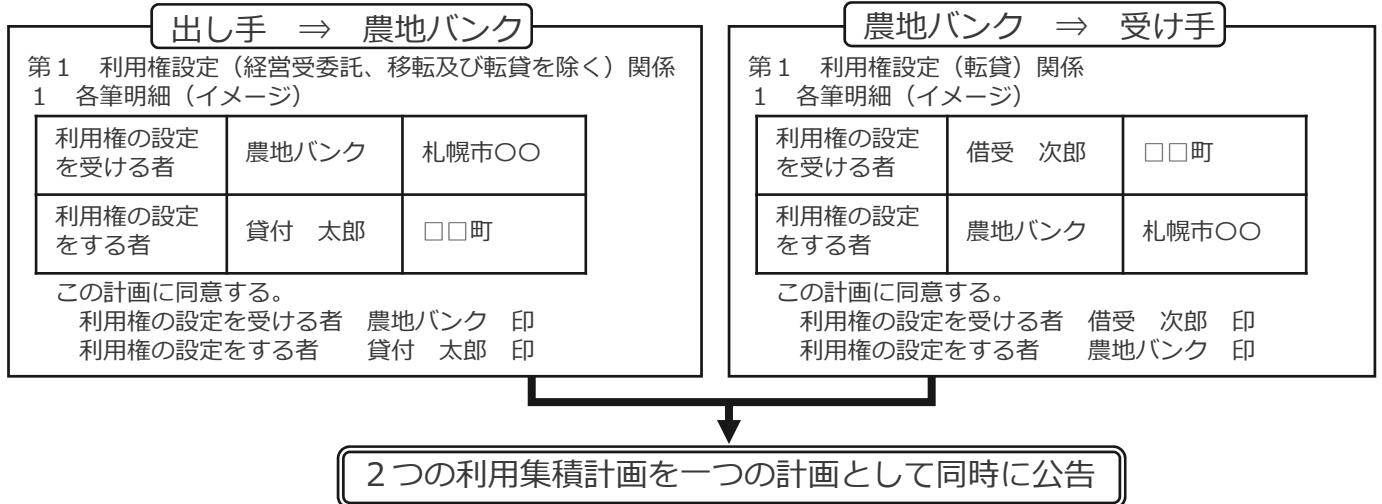 出し手　⇒　農地バンク
第１　利用権設定（経営受委託、移転及び転貸を除く）関係
１　各筆明細（イメージ）
利用権の設定
を受ける者
農地バンク
札幌市〇〇
利用権の設定
をする者
貸付　太郎
□□町
この計画に同意する。
利用権の設定を受ける者　農地バンク　印
利用権の設定をする者　　貸付　太郎　印
農地バンク　⇒　受け手
第１　利用権設定（転貸）関係
１　各筆明細（イメージ）
利用権の設定
を受ける者
借受　次郎
□□町
利用権の設定
をする者
農地バンク
札幌市〇〇
この計画に同意する。
利用権の設定を受ける者　借受　次郎　印
利用権の設定をする者　　農地バンク　印
２つの利用集積計画を一つの計画として同時に公告